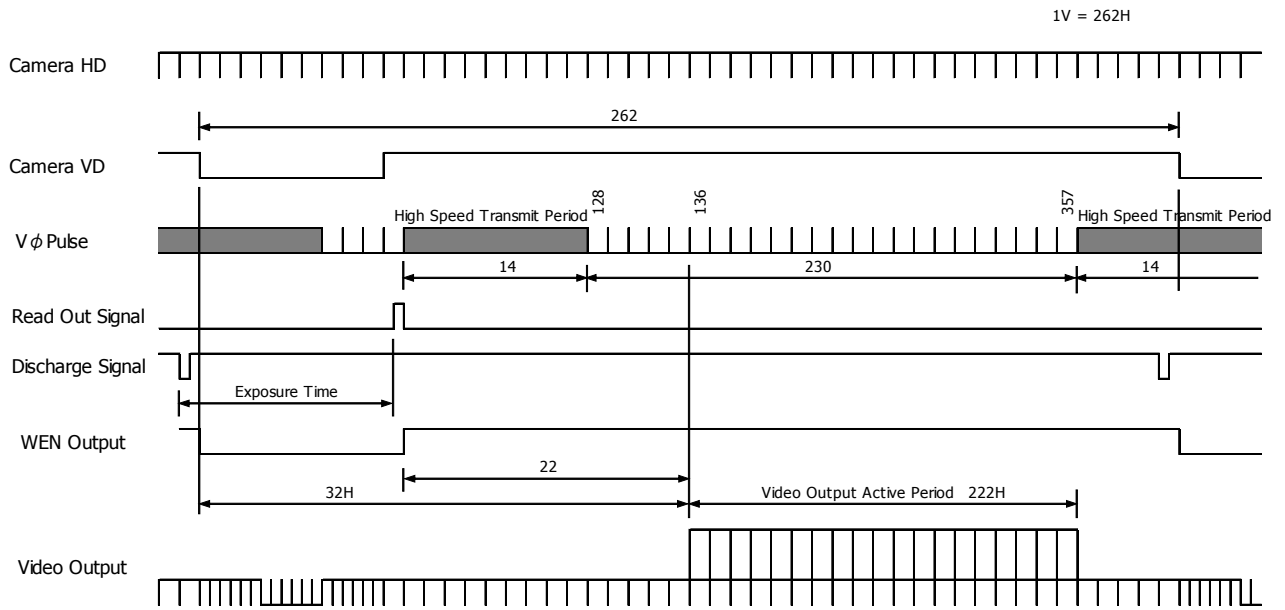 1V = 262H
Camera HD
262
Camera VD
128
136
357
High Speed Transmit Period
High Speed Transmit Period
V φ Pulse
14
230
14
Read Out Signal
Discharge Signal
Exposure Time
WEN Output
22
32H
Video Output Active Period 222H
Video Output